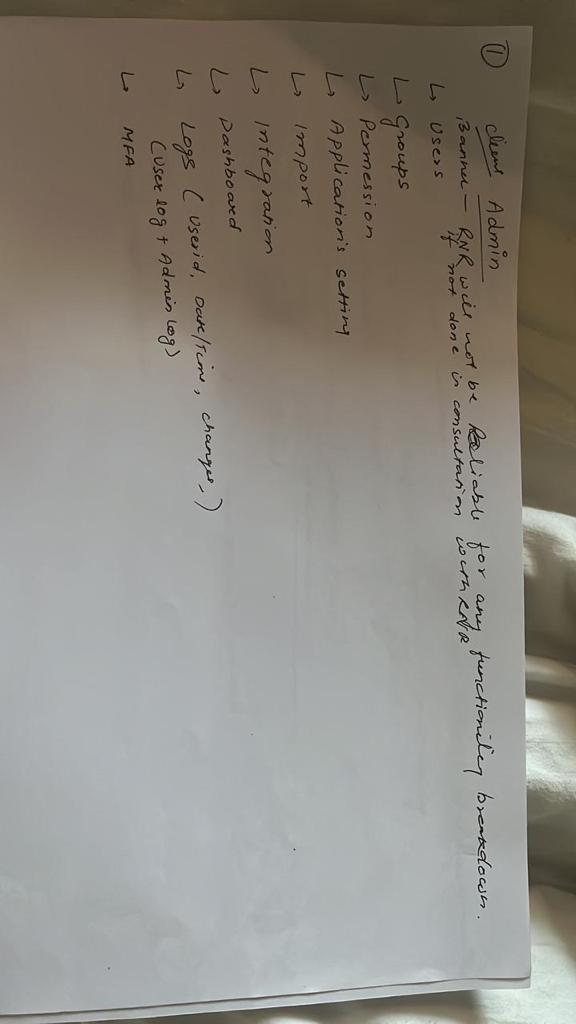 ① Client Admin
Banner - RNR will not be Reliable for any functionality breakdown.
if not done in consultation with RNR
↳ Users
↳ Groups
↳ Permession
↳ Application's setting
↳ Import
↳ Integration
↳ Dashboard
↳ Logs ( Userid, Date/Time, changes, )
(User log + Admin log)
↳ MFA